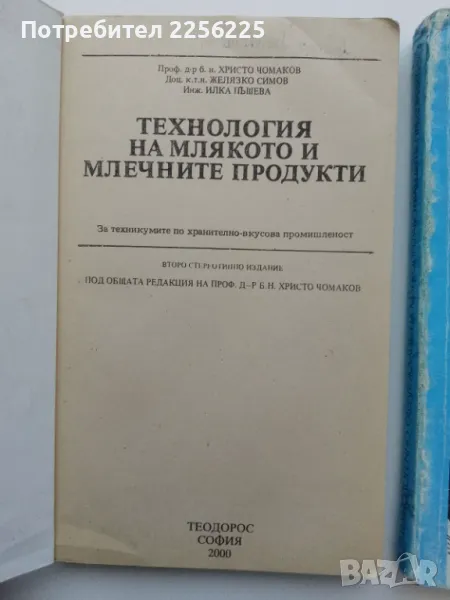 Потребител 2256225
Проф. д-р б. н. ХРИСТО ЧОМАКОВ
Доц. к.т.н. ЖЕЛЯЗКО СИМОВ
Инж. ИЛКА ПЪШЕВА
ТЕХНОЛОГИЯ
НА МЛЯКОТО И
МЛЕЧНИТЕ ПРОДУКТИ
За техникумите по хранително-вкусова промишленост
ВТОРО СТЕРЕОТИПНО ИЗДАНИЕ
ПОД ОБЩАТА РЕДАКЦИЯ НА ПРОФ. Д-Р Б.Н. ХРИСТО ЧОМАКОВ
ТЕОДОРОС
СОФИЯ
2000
BAZAR